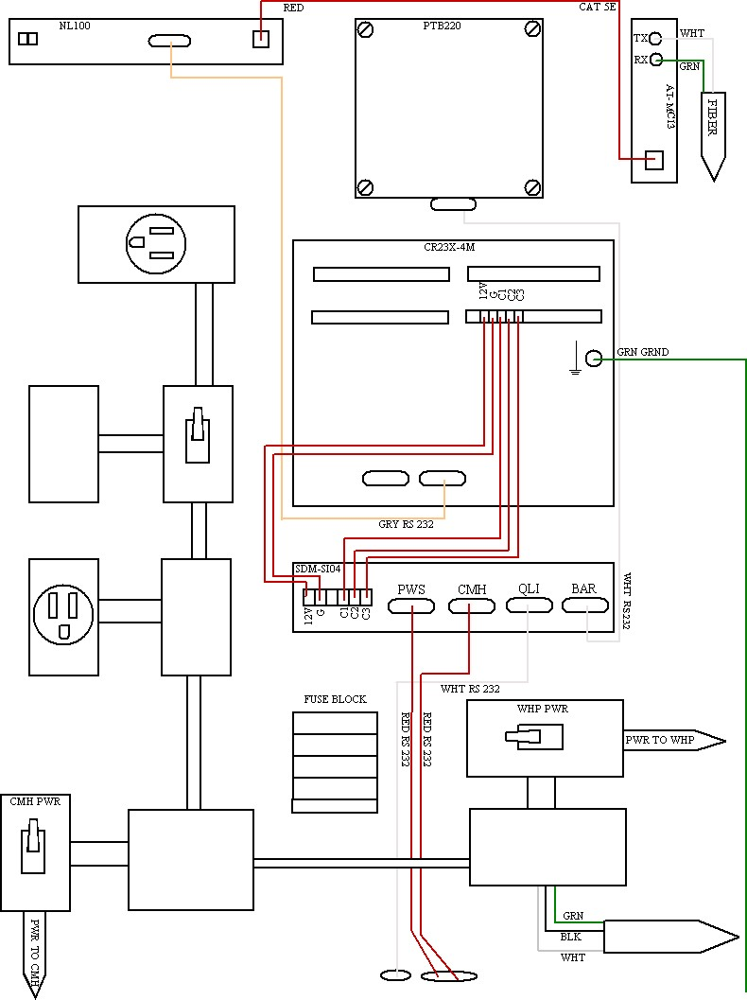 RED
CAT 5E
NL100
PTB220
TX
WHT
RX
GRN
AT-MC13
FIBER
CR23X-4M
12V
G
C1
C2
C3
GRN GRND
GRY RS 232
SDM-SI04
12V
G
C1
C2
C3
PWS
CMH
QLI
BAR
WHT RS232
WHT RS 232
FUSE BLOCK
RED RS 232
RED RS 232
WHP PWR
PWR TO WHP
CMH PWR
PWR TO CMH
GRN
BLK
WHT